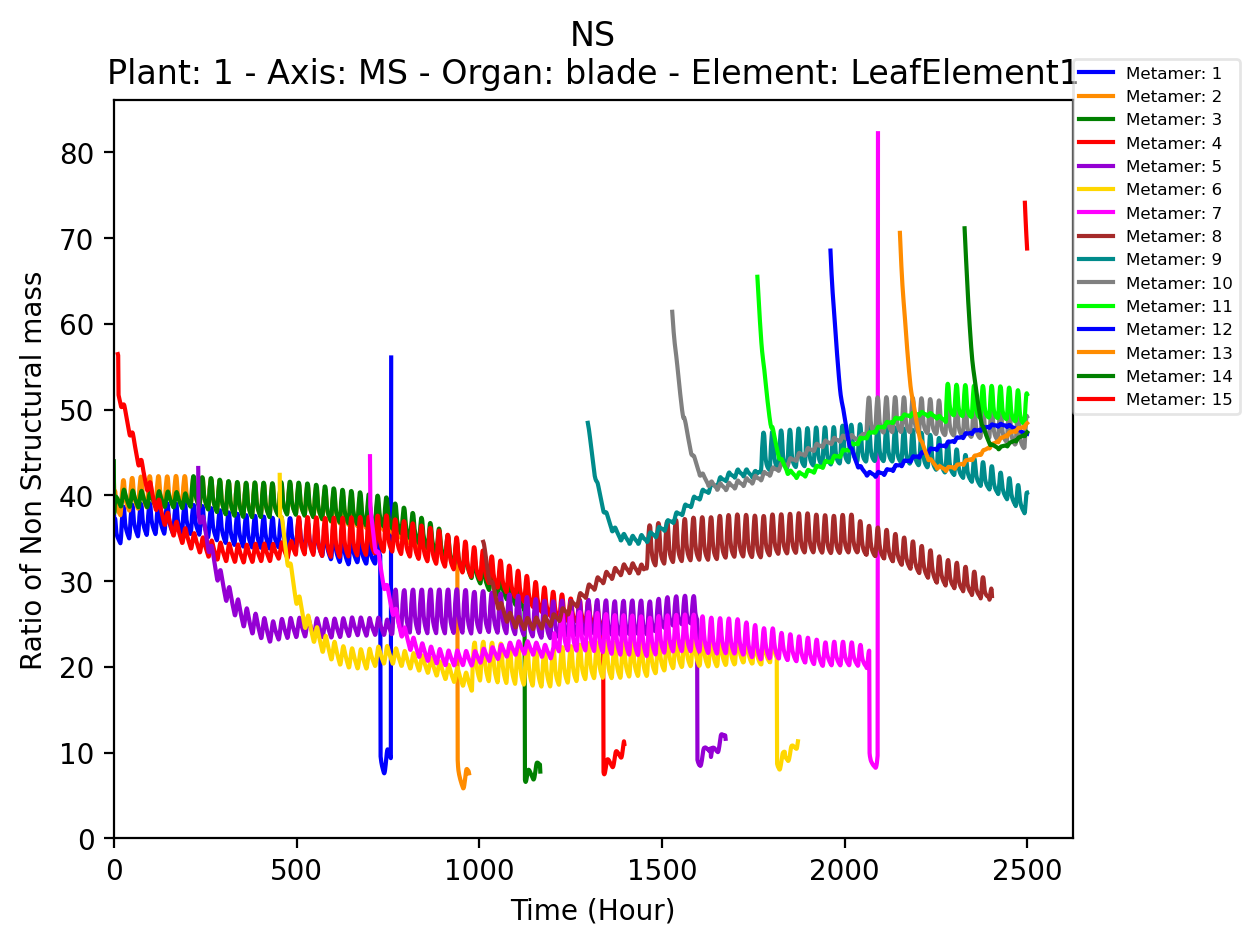 NS
Plant: 1 - Axis: MS - Organ: blade - Element: LeafElement1
Metamer: 1
Metamer: 2
Metamer: 3
Metamer: 4
Metamer: 5
Metamer: 6
Metamer: 7
Metamer: 8
Metamer: 9
Metamer: 10
Metamer: 11
Metamer: 12
Metamer: 13
Metamer: 14
Metamer: 15
Ratio of Non Structural mass
80
70
60
50
40
30
20
10
0
0 500 1000 1500 2000 2500
Time (Hour)